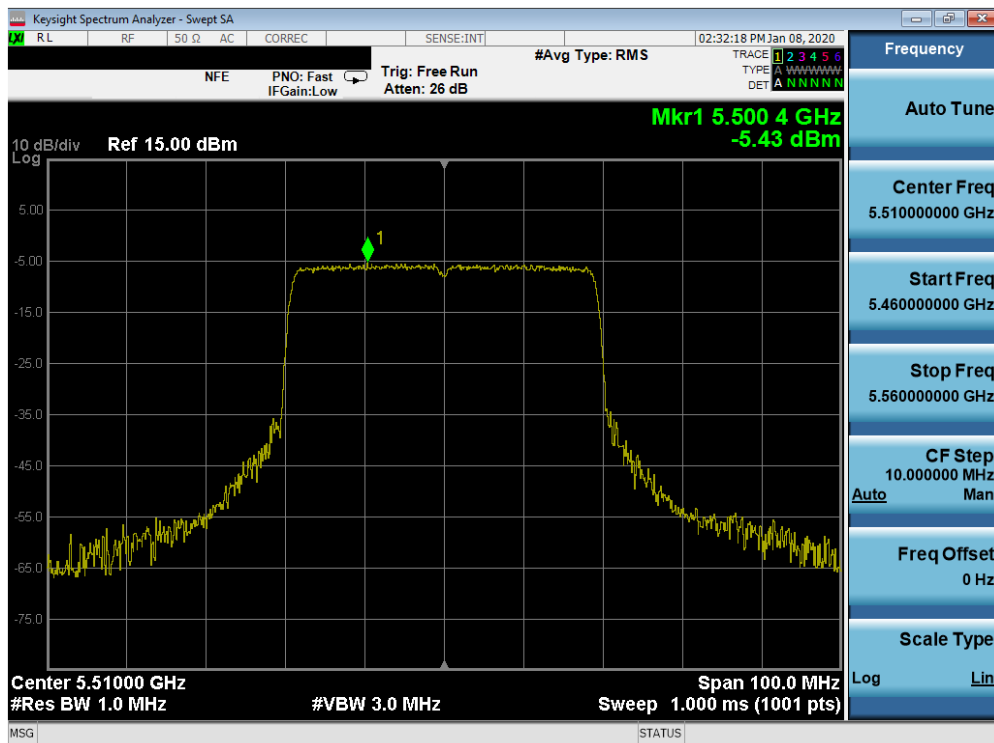 Keysight Spectrum Analyzer - Swept SA
LXI RL RF 50 Ω AC CORREC SENSE:INT 02:32:18 PM Jan 08, 2020
#Avg Type: RMS TRACE 1 2 3 4 5 6
NFE PNO: Fast Trig: Free Run TYPE A WWWWW
IFGain:Low Atten: 26 dB DET A N N N N N
Mkr1 5.500 4 GHz
-5.43 dBm
10 dB/div Ref 15.00 dBm
Log
5.00
1
-5.00
-15.0
-25.0
-35.0
-45.0
-55.0
-65.0
-75.0
Center 5.51000 GHz Span 100.0 MHz
#Res BW 1.0 MHz #VBW 3.0 MHz Sweep 1.000 ms (1001 pts)
MSG STATUS
Frequency
Auto Tune
Center Freq
5.510000000 GHz
Start Freq
5.460000000 GHz
Stop Freq
5.560000000 GHz
CF Step
10.000000 MHz
Auto Man
Freq Offset
0 Hz
Scale Type
Log Lin